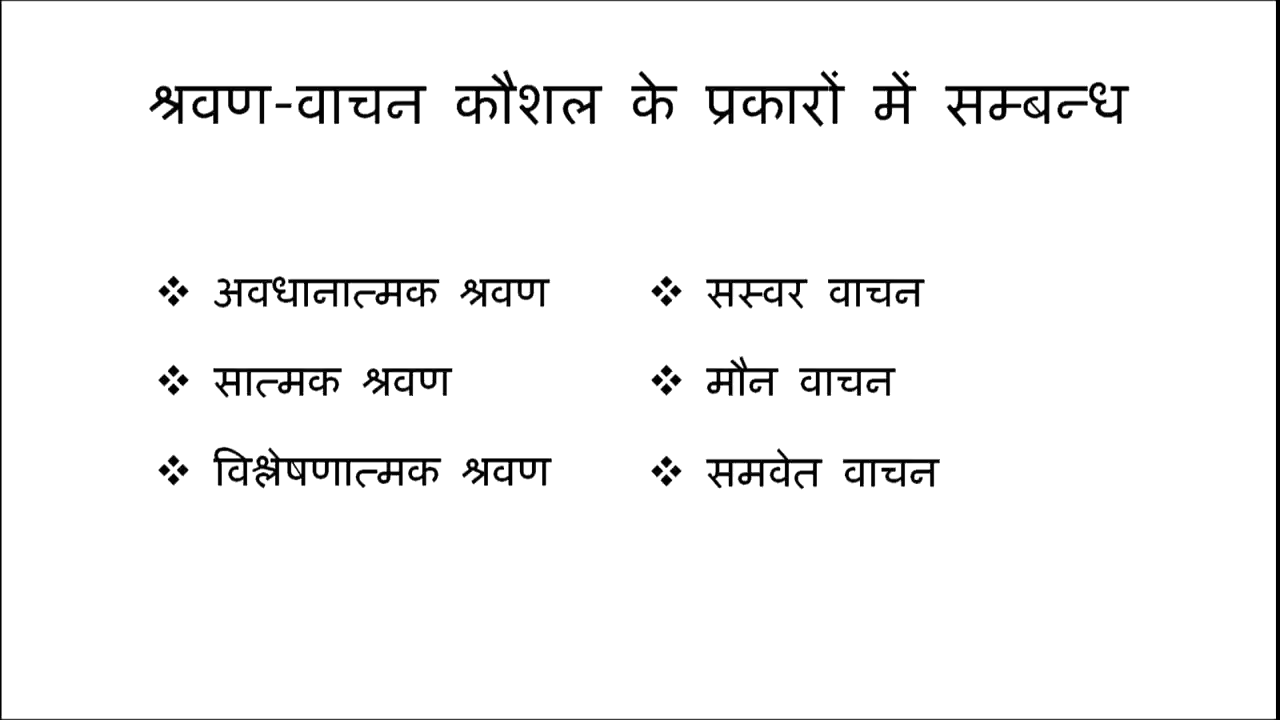 श्रवण-वाचन कौशल के प्रकारों में सम्बन्ध
❖ अवधानात्मक श्रवण
❖ सात्मक श्रवण
❖ विश्लेषणात्मक श्रवण
❖ सस्वर वाचन
❖ मौन वाचन
❖ समवेत वाचन